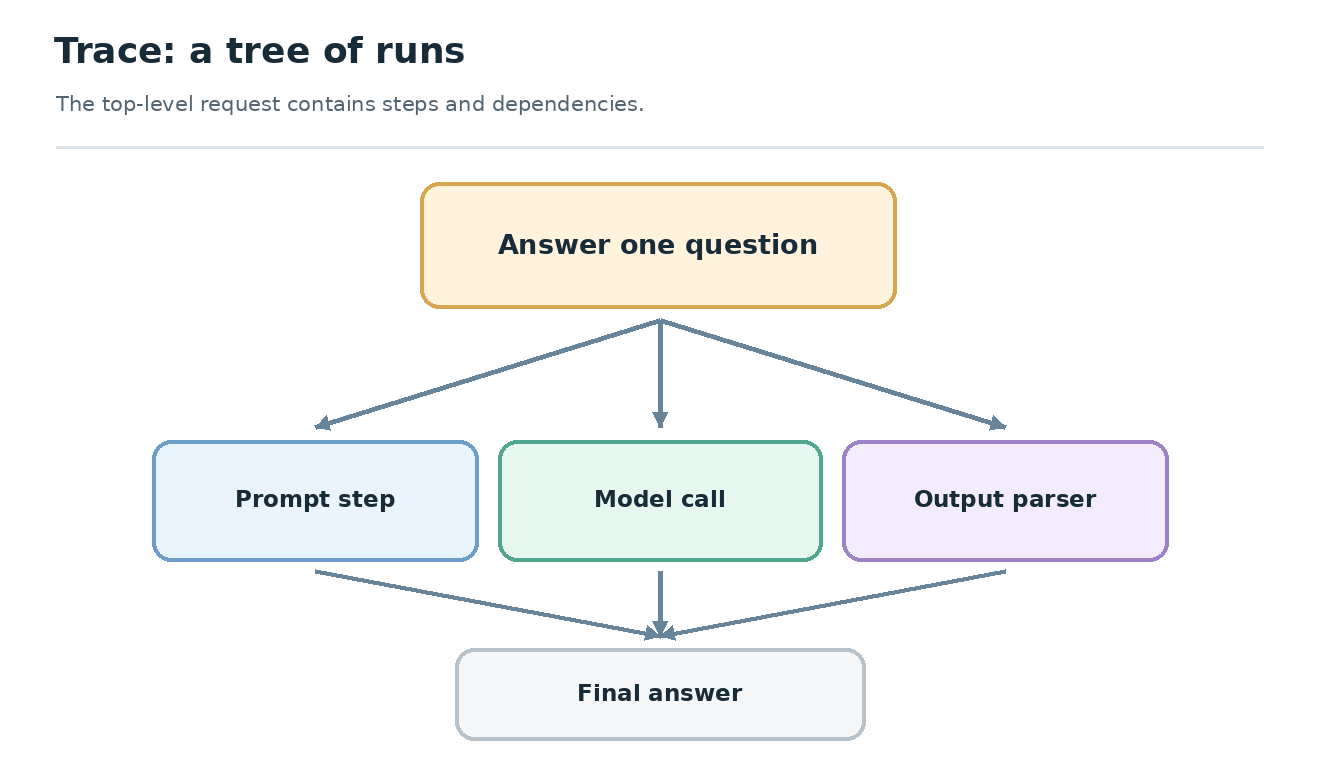 Trace: a tree of runs
The top-level request contains steps and dependencies.
Answer one question
Prompt step
Model call
Output parser
Final answer